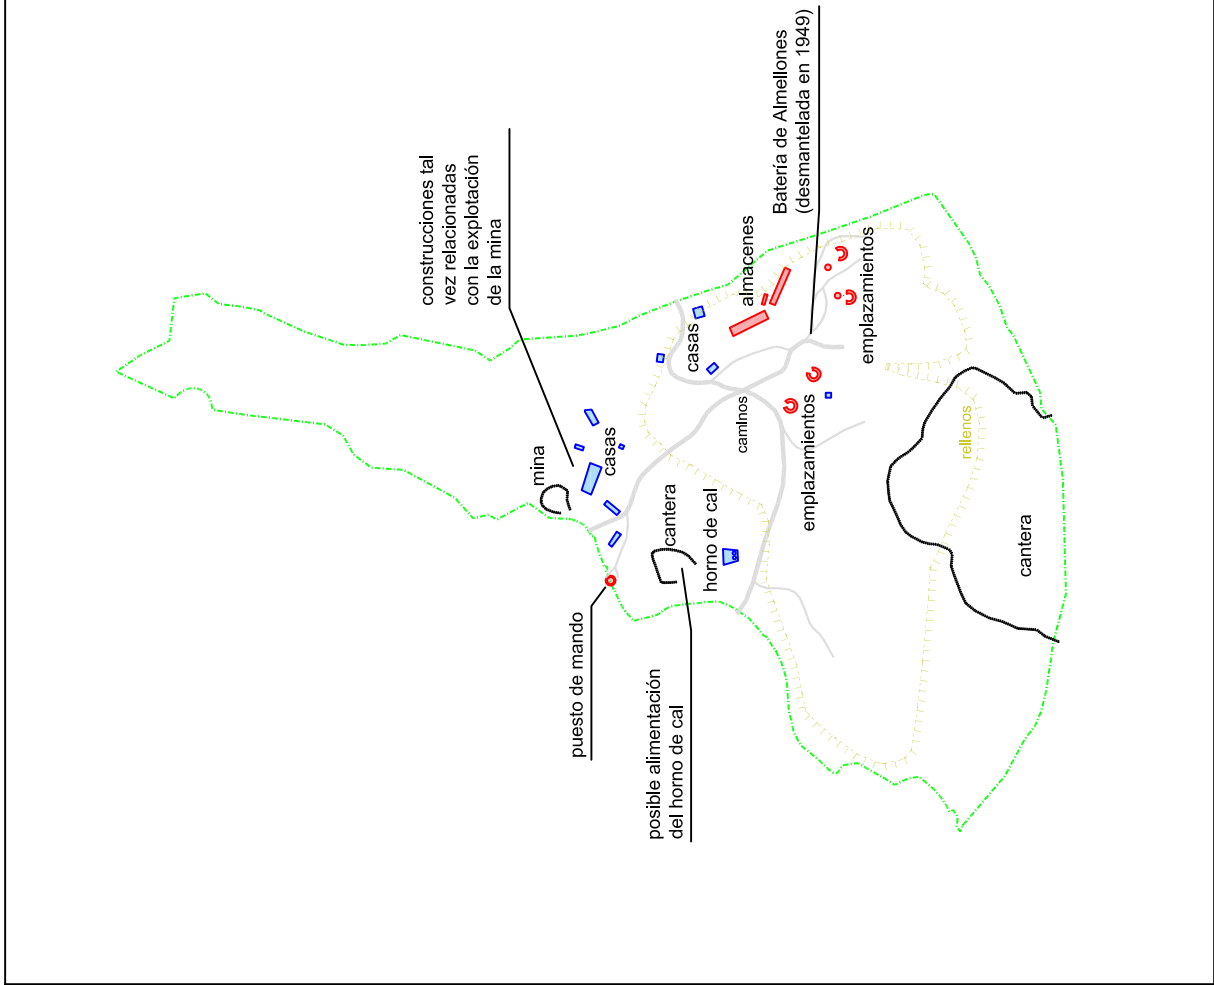 construcciones tal
vez relacionadas
con la explotación
de la mina
Batería de Almellones
(desmantelada en 1949)
mina
casas
casas
almacenes
emplazamientos
emplazamientos
caminos
cantera
horno de cal
puesto de mando
posible alimentación
del horno de cal
rellenos
cantera